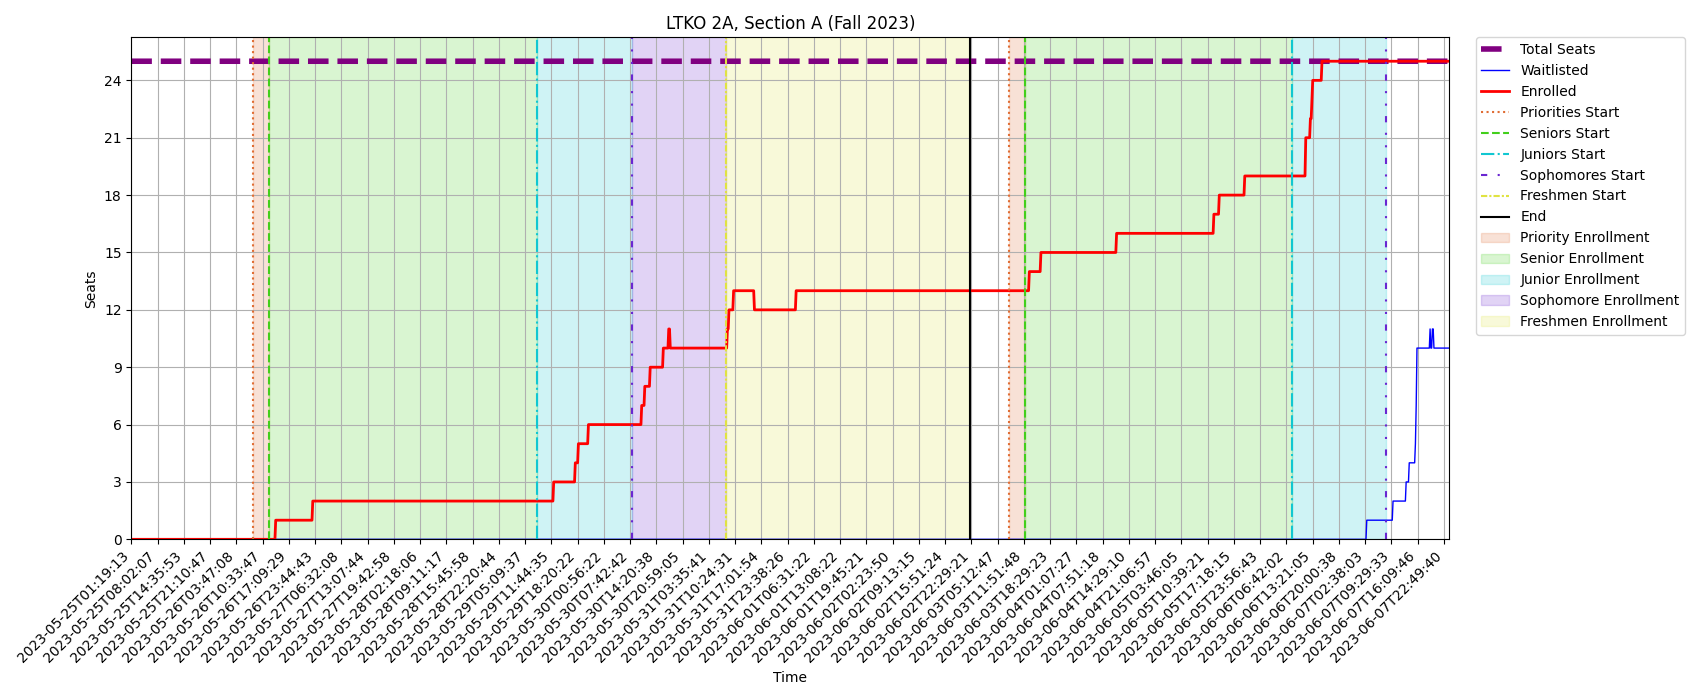 LTKO 2A, Section A (Fall 2023)
Seats
24
21
18
15
12
9
6
3
0
2023-05-25T01:19:13
2023-05-25T08:02:07
2023-05-25T14:35:53
2023-05-25T21:10:47
2023-05-26T03:47:08
2023-05-26T10:33:47
2023-05-26T17:09:29
2023-05-26T23:44:43
2023-05-27T06:32:08
2023-05-27T13:07:44
2023-05-27T19:42:58
2023-05-28T02:18:06
2023-05-28T09:11:17
2023-05-28T15:45:58
2023-05-28T22:20:44
2023-05-29T05:09:37
2023-05-29T11:44:35
2023-05-29T18:20:22
2023-05-30T00:56:22
2023-05-30T07:42:42
2023-05-30T14:20:38
2023-05-30T20:59:05
2023-05-31T03:35:41
2023-05-31T10:24:31
2023-05-31T17:01:54
2023-05-31T23:38:26
2023-06-01T06:31:22
2023-06-01T13:08:22
2023-06-01T19:45:21
2023-06-02T02:23:50
2023-06-02T09:13:15
2023-06-02T15:51:24
2023-06-02T22:29:21
2023-06-03T05:12:47
2023-06-03T11:51:48
2023-06-03T18:29:23
2023-06-04T01:07:27
2023-06-04T07:51:18
2023-06-04T14:29:10
2023-06-04T21:06:57
2023-06-05T03:46:05
2023-06-05T10:39:21
2023-06-05T17:18:15
2023-06-05T23:56:43
2023-06-06T06:42:02
2023-06-06T13:21:05
2023-06-06T20:00:38
2023-06-07T02:38:03
2023-06-07T09:29:33
2023-06-07T16:09:46
2023-06-07T22:49:40
Time
Total Seats
Waitlisted
Enrolled
Priorities Start
Seniors Start
Juniors Start
Sophomores Start
Freshmen Start
End
Priority Enrollment
Senior Enrollment
Junior Enrollment
Sophomore Enrollment
Freshmen Enrollment